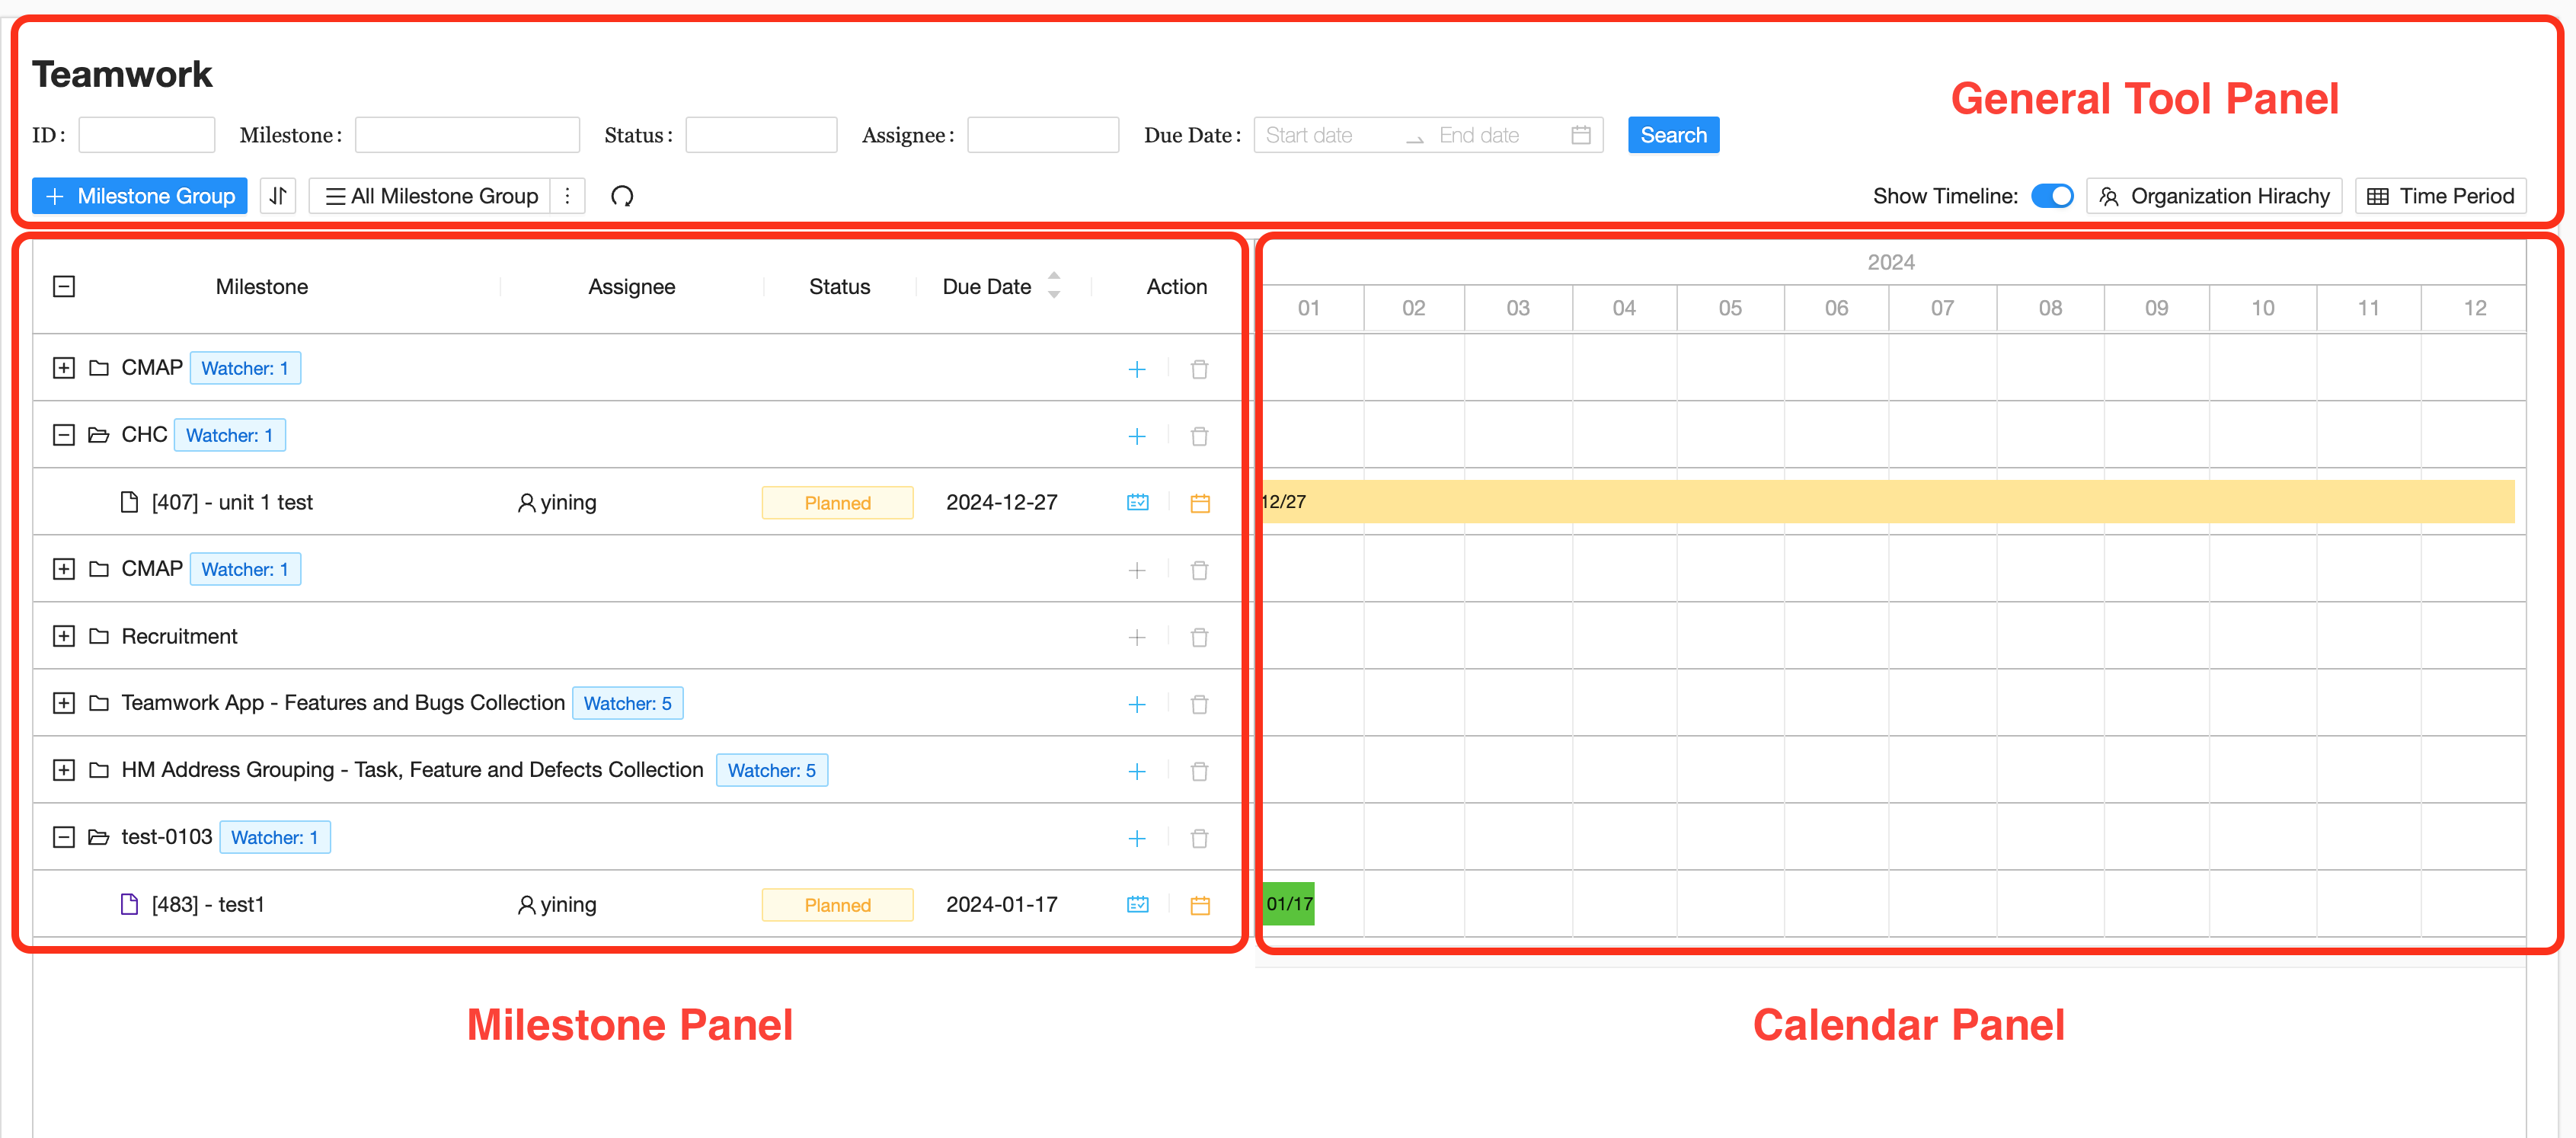 Teamwork
General Tool Panel
ID: Milestone: Status: Assignee: Due Date: Start date End date Search
Milestone Group All Milestone Group Show Timeline: Organization Hirachy Time Period
Milestone Assignee Status Due Date Action
2024
01 02 03 04 05 06 07 08 09 10 11 12
CMAP Watcher: 1
CHC Watcher: 1
[407] - unit 1 test yining Planned 2024-12-27 12/27
CMAP Watcher: 1
Recruitment
Teamwork App - Features and Bugs Collection Watcher: 5
HM Address Grouping - Task, Feature and Defects Collection Watcher: 5
test-0103 Watcher: 1
[483] - test1 yining Planned 2024-01-17 01/17
Milestone Panel Calendar Panel